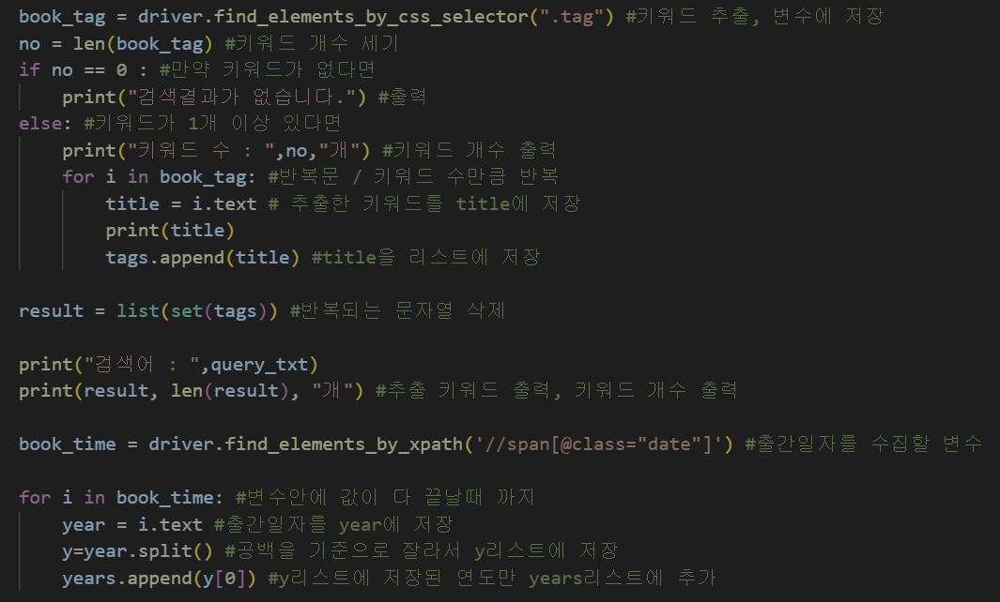 book_tag = driver.find_elements_by_css_selector(".tag") #키워드 추출, 변수에 저장
no = len(book_tag) #키워드 개수 세기
if no == 0 : #만약 키워드가 없다면
    print("검색결과가 없습니다.") #출력
else: #키워드가 1개 이상 있다면
    print("키워드 수 : ",no,"개") #키워드 개수 출력
    for i in book_tag: #반복문 / 키워드 수만큼 반복
        title = i.text # 추출한 키워드를 title에 저장
        print(title)
        tags.append(title) #title을 리스트에 저장
result = list(set(tags)) #반복되는 문자열 삭제
print("검색어 : ",query_txt)
print(result, len(result), "개") #추출 키워드 출력, 키워드 개수 출력
book_time = driver.find_elements_by_xpath('//span[@class="date"]') #출간일자를 수집할 변수
for i in book_time: #변수안에 값이 다 끝날때 까지
    year = i.text #출간일자를 year에 저장
    y=year.split() #공백을 기준으로 잘라서 y리스트에 저장
    years.append(y[0]) #y리스트에 저장된 연도만 years리스트에 추가